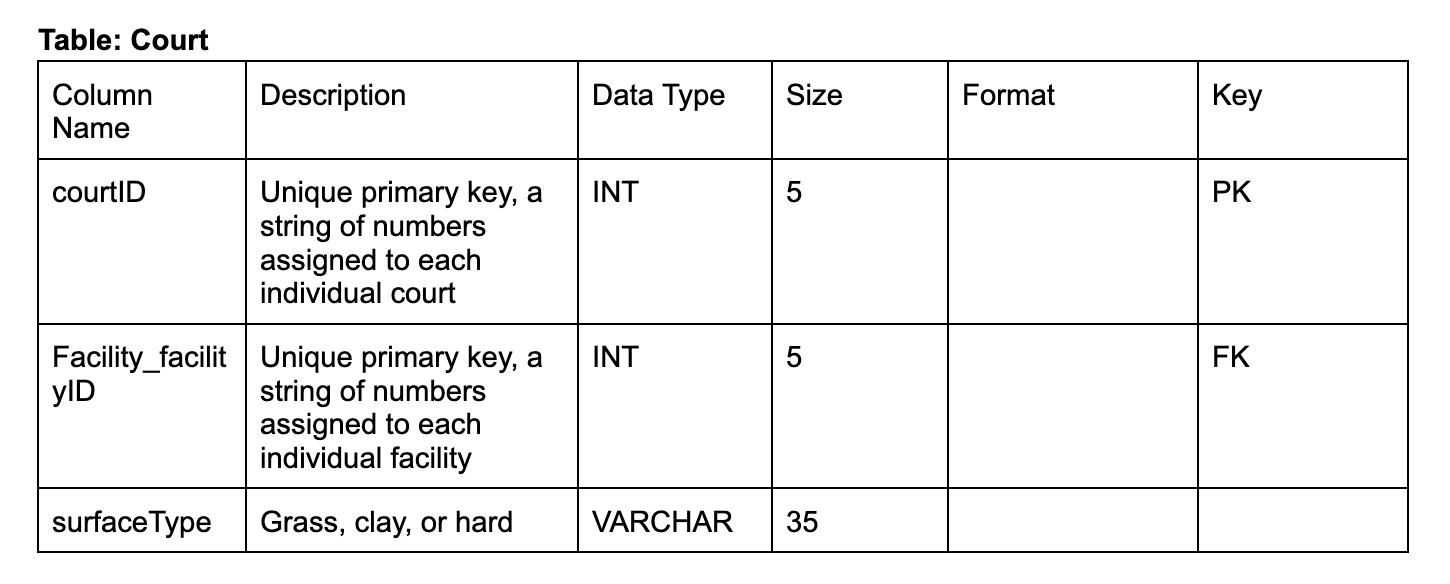 Table: Court
Column Name Description Data Type Size Format Key
courtID Unique primary key, a string of numbers assigned to each individual court INT 5 PK
Facility_facilityID Unique primary key, a string of numbers assigned to each individual facility INT 5 FK
surfaceType Grass, clay, or hard VARCHAR 35